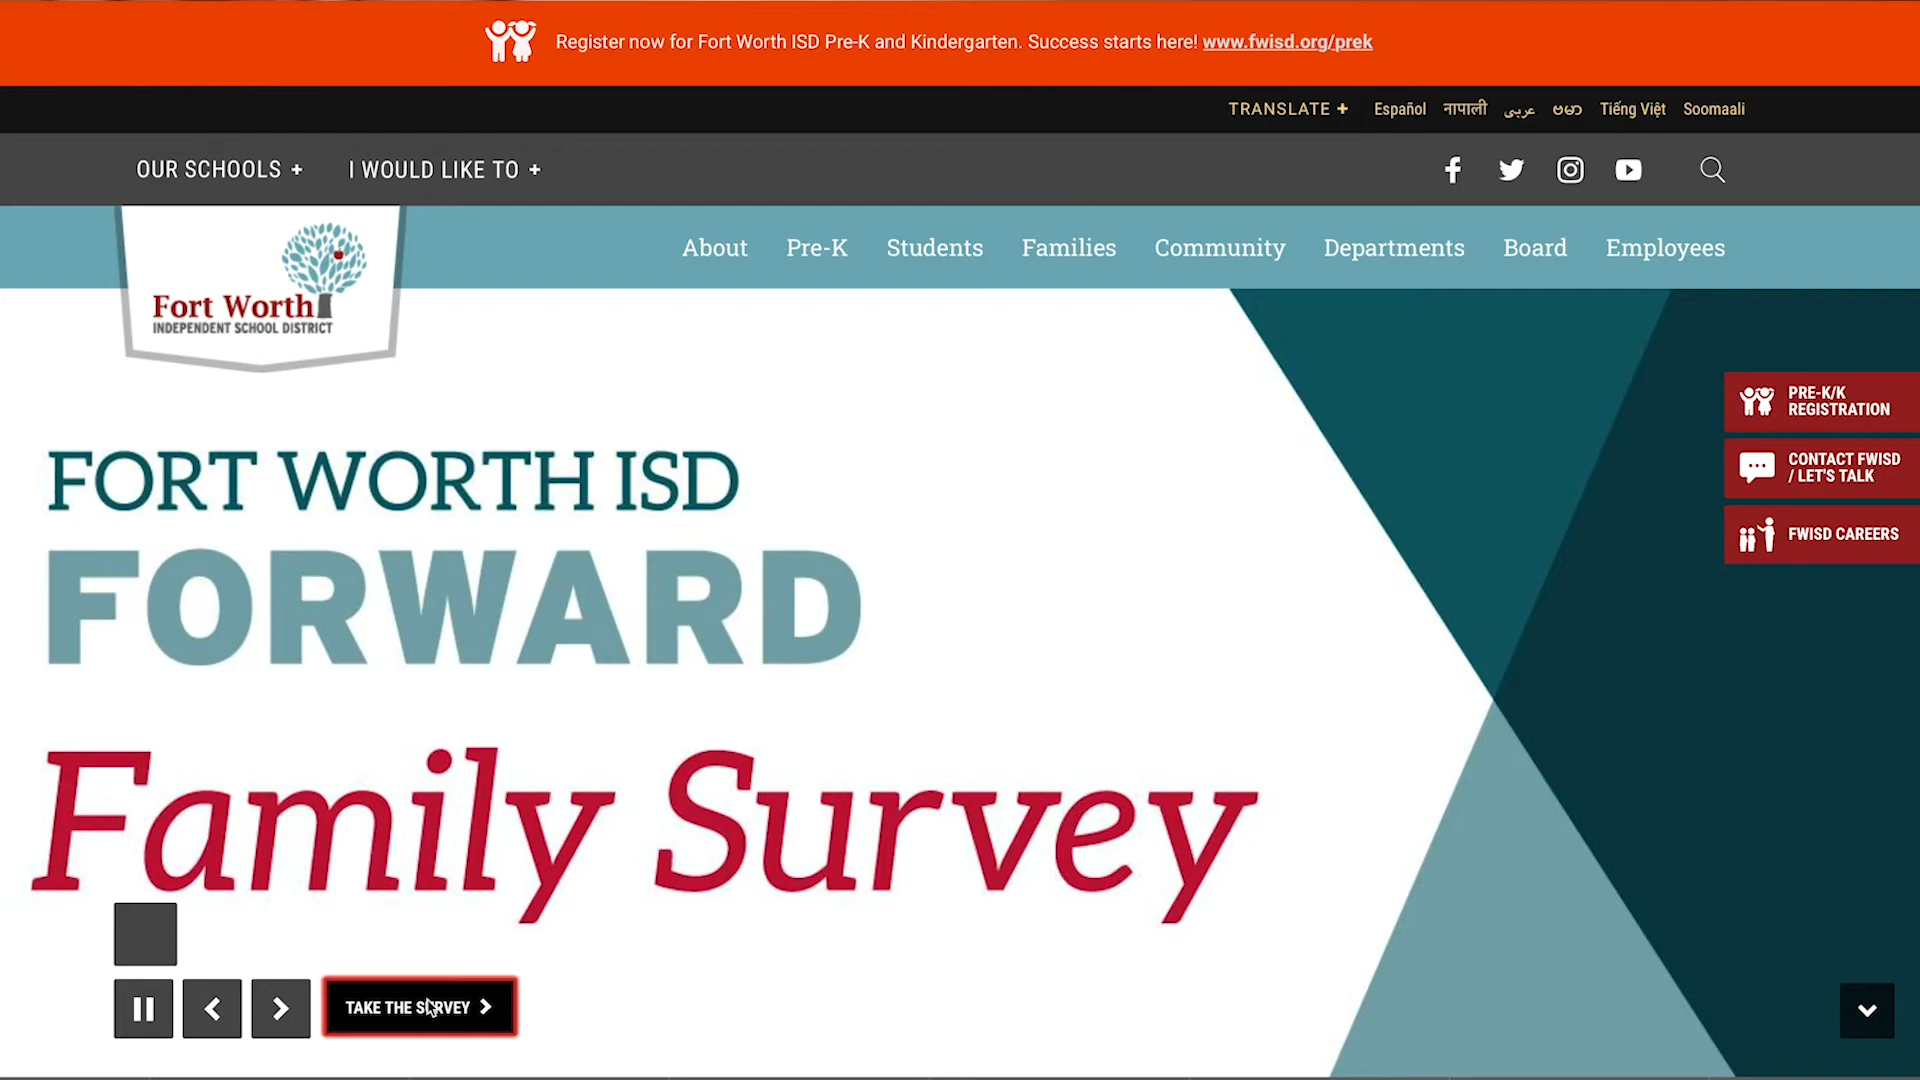 Register now for Fort Worth ISD Pre-K and Kindergarten. Success starts here! www.fwisd.org/prek
TRANSLATE + Español नापाली عربى ဗမာ Tiếng Việt Soomaali
OUR SCHOOLS + I WOULD LIKE TO +
Fort Worth
INDEPENDENT SCHOOL DISTRICT
About Pre-K Students Families Community Departments Board Employees
PRE-K/K
REGISTRATION
CONTACT FWISD
/ LET'S TALK
FWISD CAREERS
FORT WORTH ISD
FORWARD
Family Survey
TAKE THE SURVEY